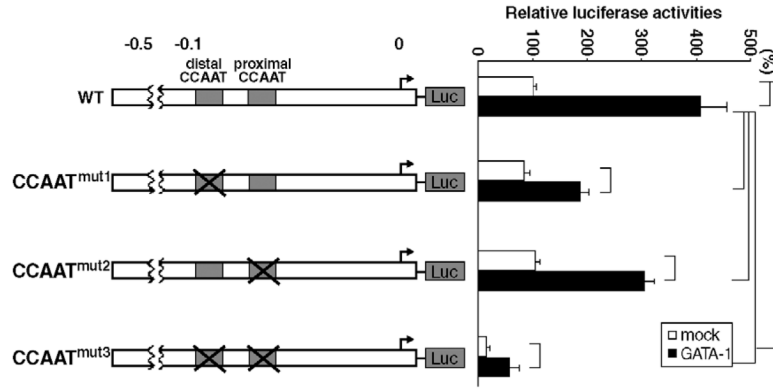 Relative luciferase activities
0 100 200 300 400 500 (%)
-0.5 -0.1 0
distal CCAAT
proximal CCAAT
WT Luc
CCAATmut1 Luc
CCAATmut2 Luc
CCAATmut3 Luc
mock
GATA-1